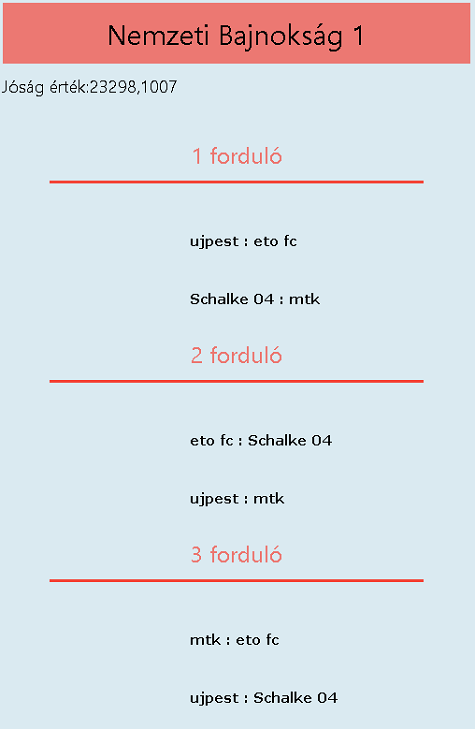 Nemzeti Bajnokság 1
Jóság érték:23298,1007
1 forduló
ujpest : eto fc
Schalke 04 : mtk
2 forduló
eto fc : Schalke 04
ujpest : mtk
3 forduló
mtk : eto fc
ujpest : Schalke 04